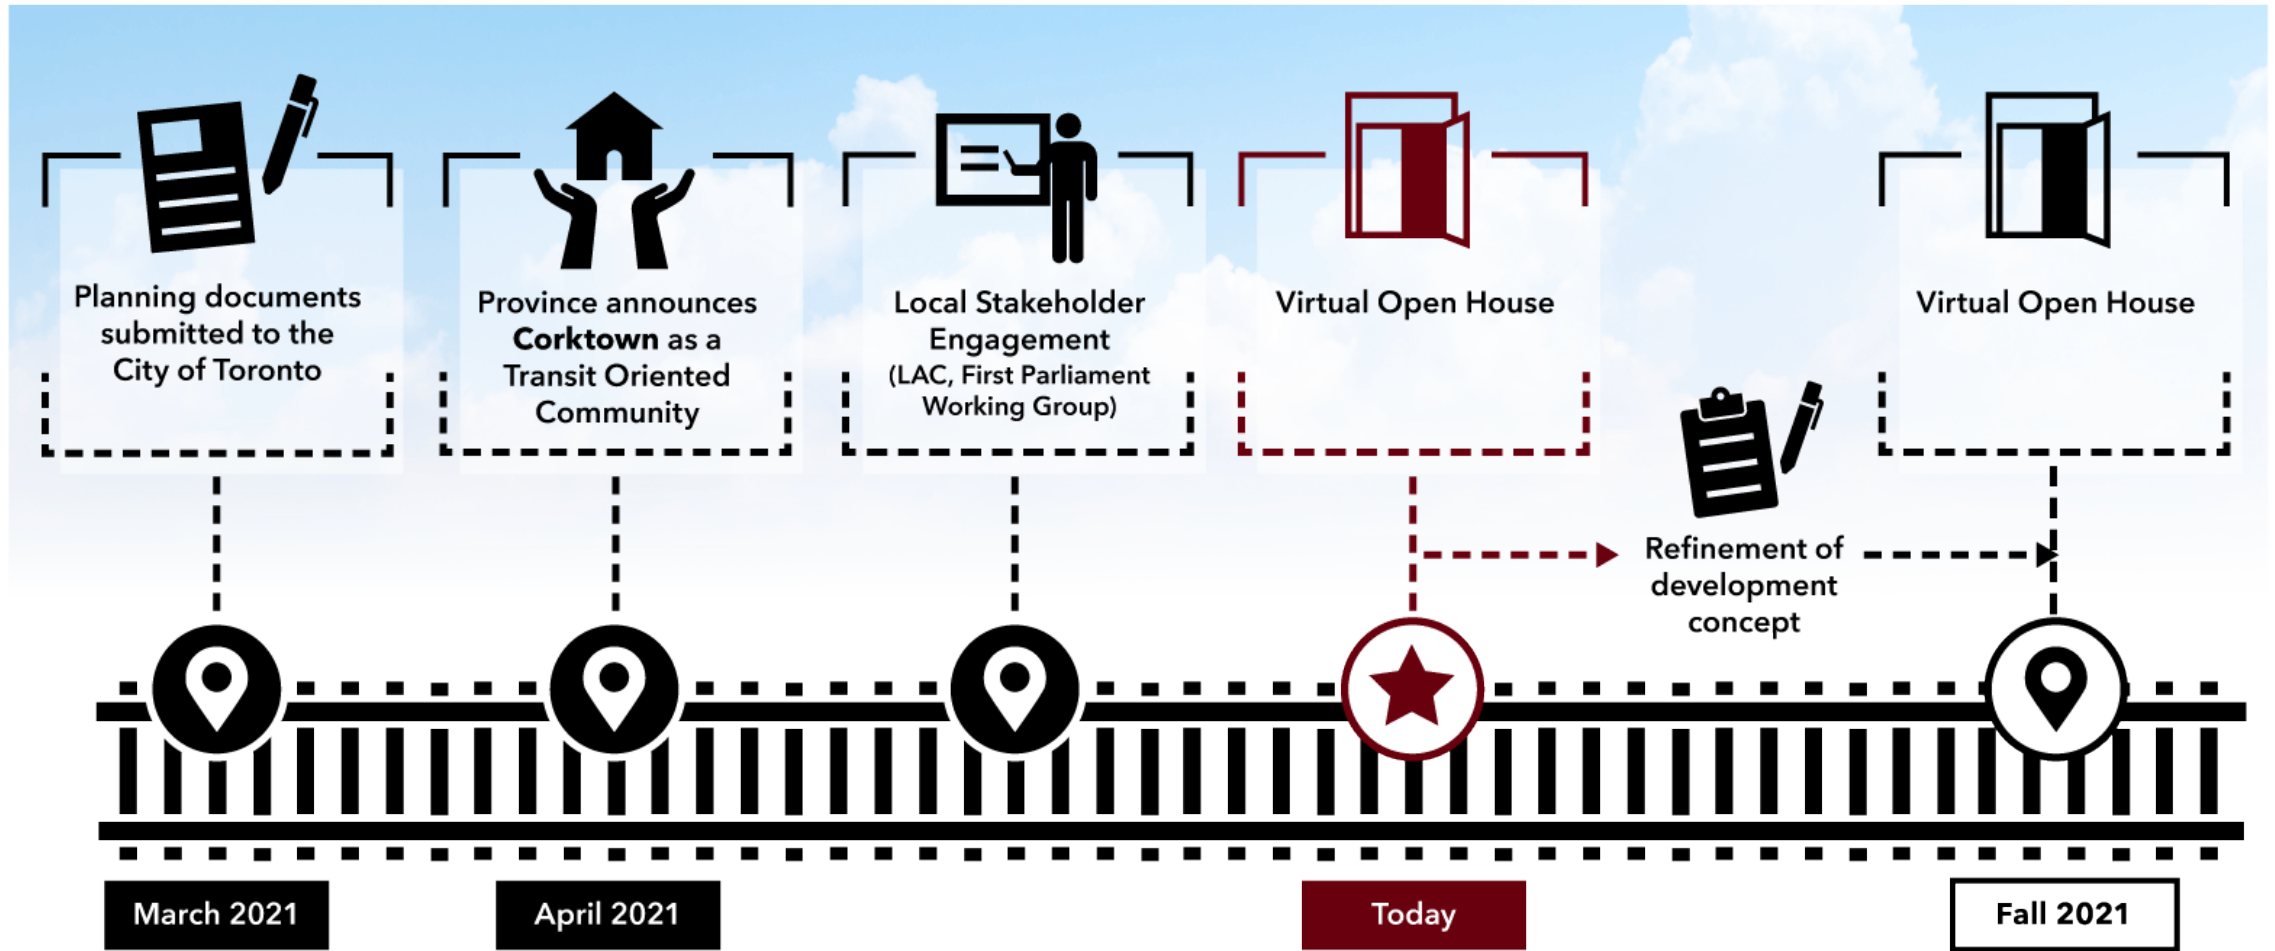 Planning documents
submitted to the
City of Toronto
Province announces
Corktown as a
Transit Oriented
Community
Local Stakeholder
Engagement
(LAC, First Parliament
Working Group)
Virtual Open House
Refinement of
development
concept
Virtual Open House
March 2021
April 2021
Today
Fall 2021